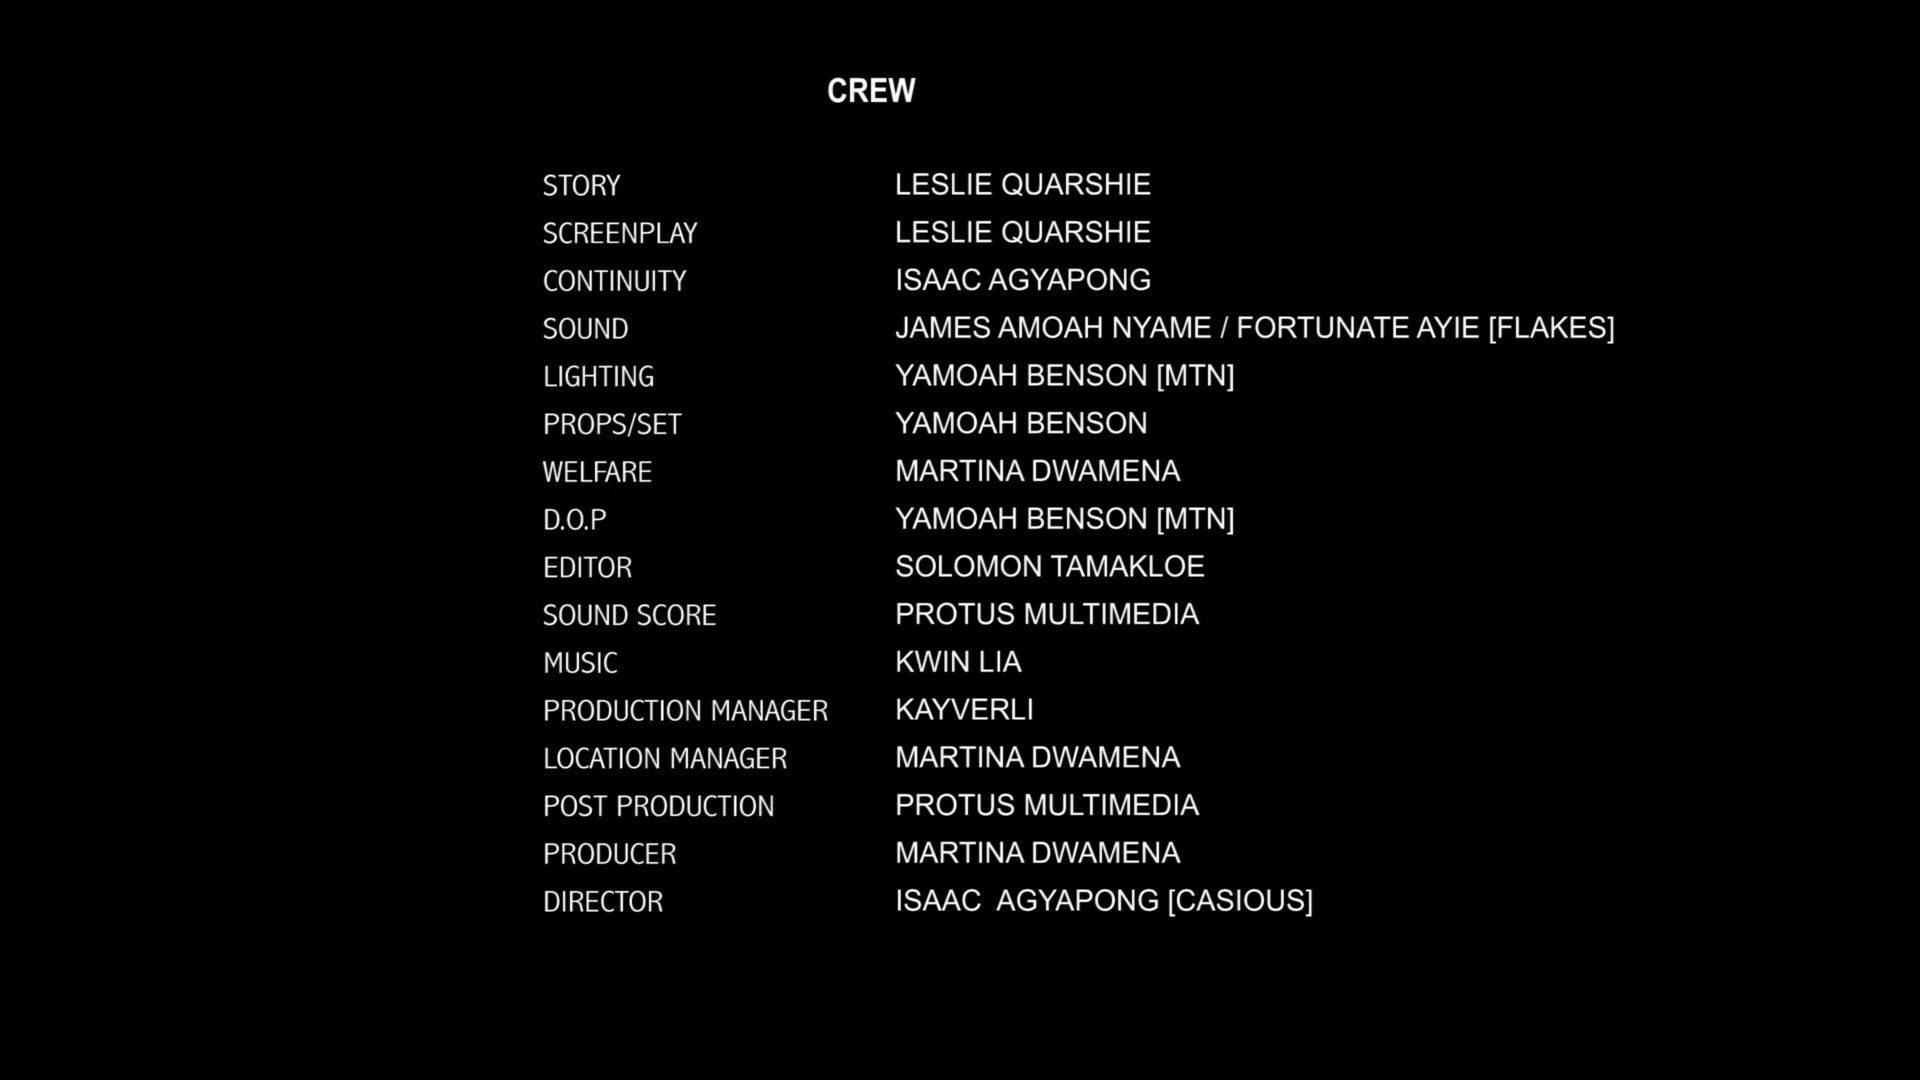 CREW
STORY LESLIE QUARSHIE
SCREENPLAY LESLIE QUARSHIE
CONTINUITY ISAAC AGYAPONG
SOUND JAMES AMOAH NYAME / FORTUNATE AYIE [FLAKES]
LIGHTING YAMOAH BENSON [MTN]
PROPS/SET YAMOAH BENSON
WELFARE MARTINA DWAMENA
D.O.P YAMOAH BENSON [MTN]
EDITOR SOLOMON TAMAKLOE
SOUND SCORE PROTUS MULTIMEDIA
MUSIC KWIN LIA
PRODUCTION MANAGER KAYVERLI
LOCATION MANAGER MARTINA DWAMENA
POST PRODUCTION PROTUS MULTIMEDIA
PRODUCER MARTINA DWAMENA
DIRECTOR ISAAC  AGYAPONG [CASIOUS]